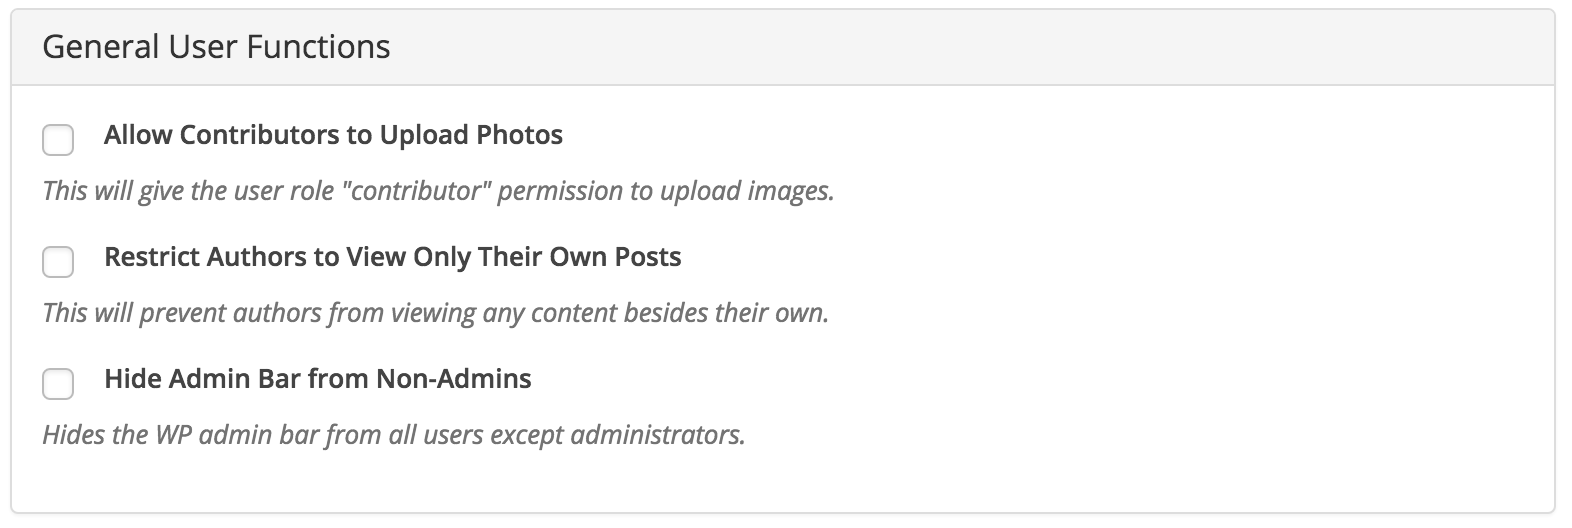 General User Functions
Allow Contributors to Upload Photos
This will give the user role "contributor" permission to upload images.
Restrict Authors to View Only Their Own Posts
This will prevent authors from viewing any content besides their own.
Hide Admin Bar from Non-Admins
Hides the WP admin bar from all users except administrators.